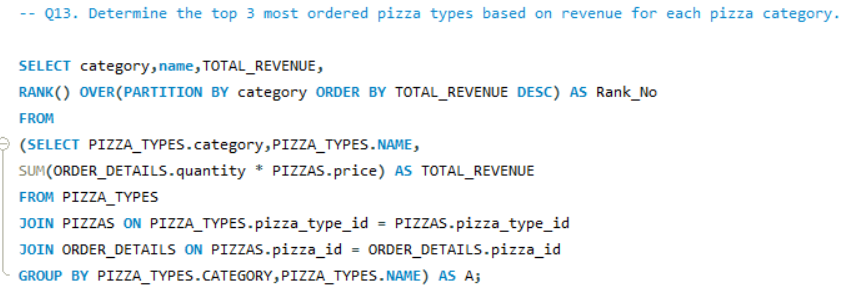 -- Q13. Determine the top 3 most ordered pizza types based on revenue for each pizza category.
SELECT category,name,TOTAL_REVENUE,
RANK() OVER(PARTITION BY category ORDER BY TOTAL_REVENUE DESC) AS Rank_No
FROM
(SELECT PIZZA_TYPES.category,PIZZA_TYPES.NAME,
SUM(ORDER_DETAILS.quantity * PIZZAS.price) AS TOTAL_REVENUE
FROM PIZZA_TYPES
JOIN PIZZAS ON PIZZA_TYPES.pizza_type_id = PIZZAS.pizza_type_id
JOIN ORDER_DETAILS ON PIZZAS.pizza_id = ORDER_DETAILS.pizza_id
GROUP BY PIZZA_TYPES.CATEGORY,PIZZA_TYPES.NAME) AS A;